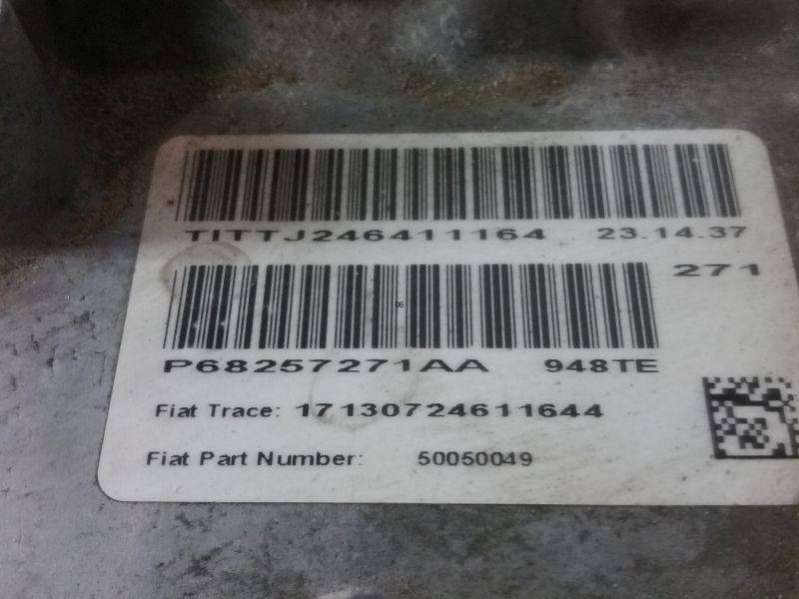 TITTJ246411164 23.14.37
271
P68257271AA 948TE
Fiat Trace: 17130724611644
Fiat Part Number: 50050049